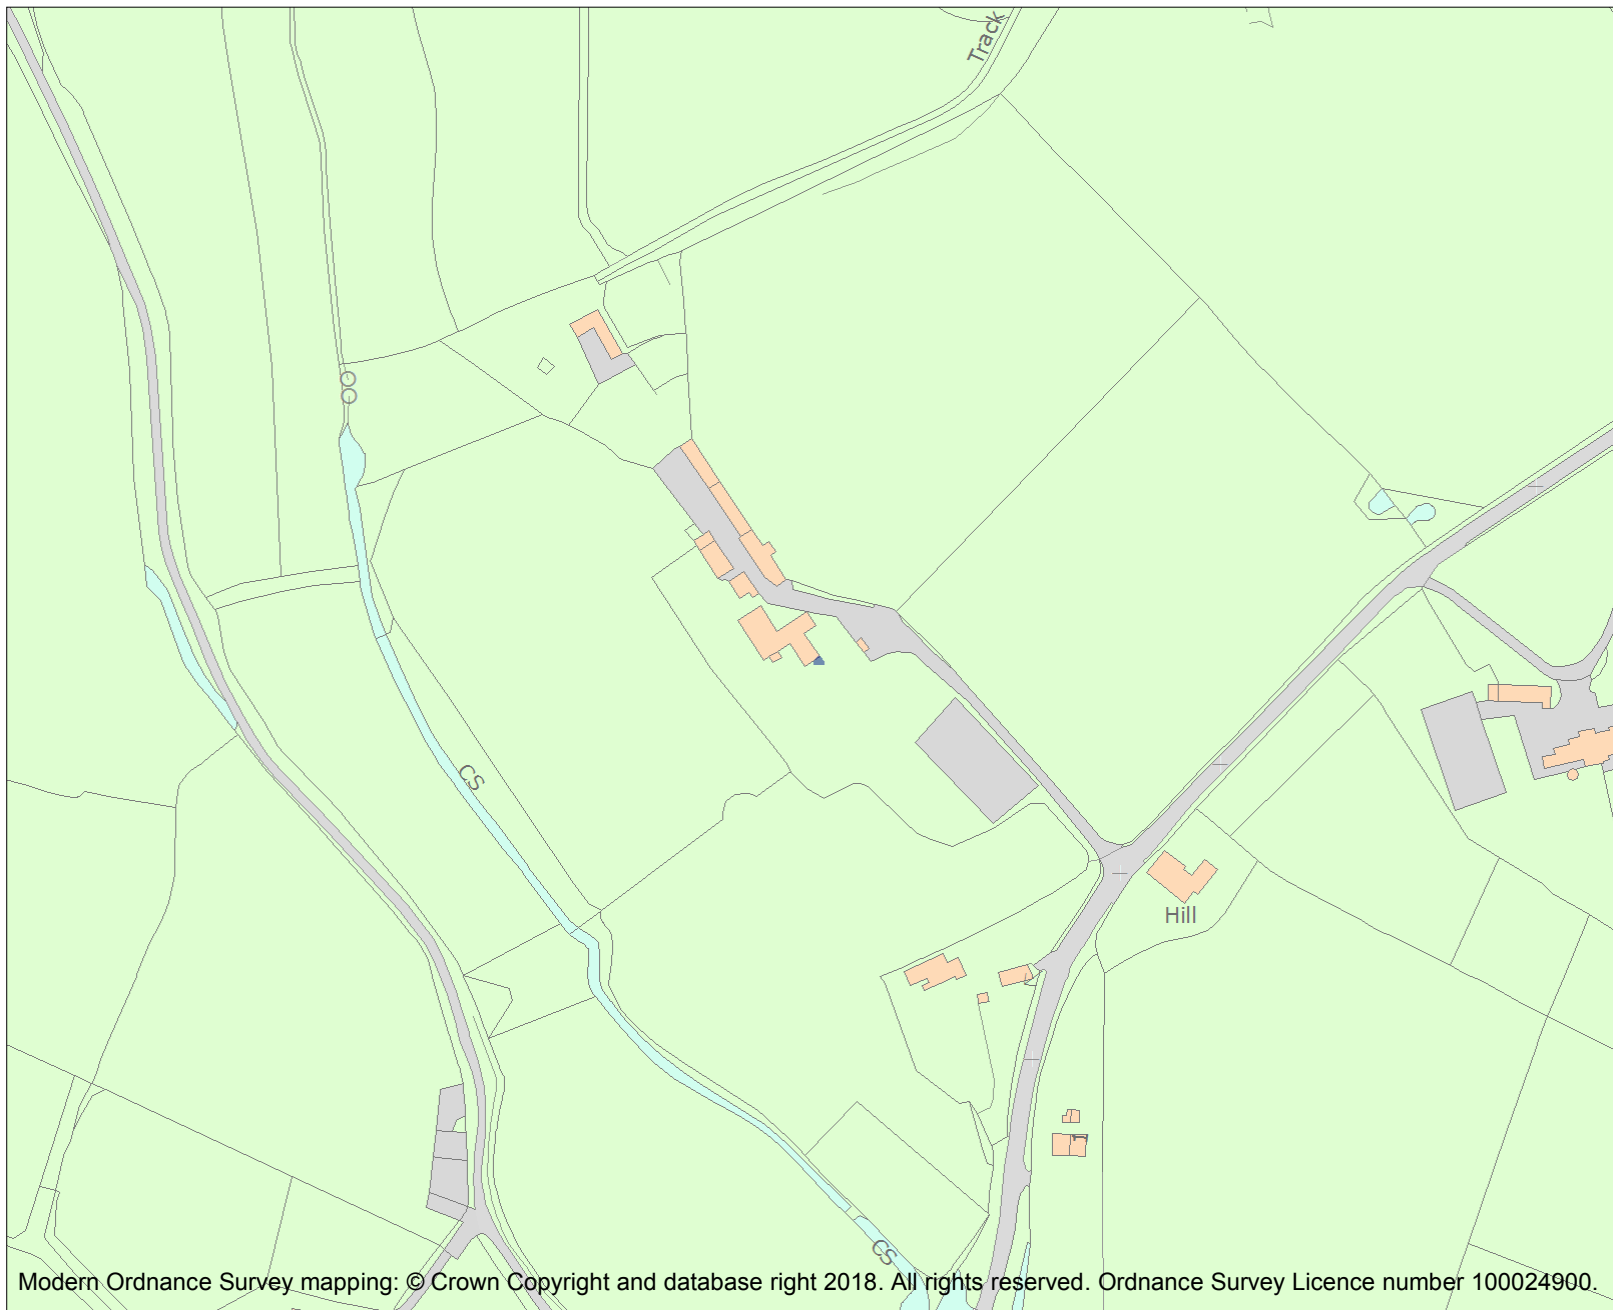 Track
CS
Hill
CS
Modern Ordnance Survey mapping: © Crown Copyright and database right 2018. All rights reserved. Ordnance Survey Licence number 100024900.